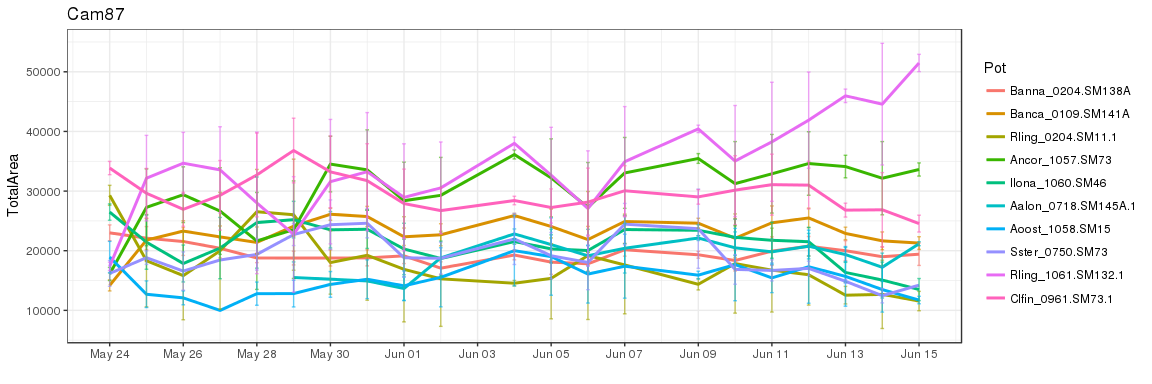 Cam87
TotalArea
50000
40000
30000
20000
10000
May 24 May 26 May 28 May 30 Jun 01 Jun 03 Jun 05 Jun 07 Jun 09 Jun 11 Jun 13 Jun 15
Pot
Banna_0204.SM138A
Banca_0109.SM141A
Rling_0204.SM11.1
Ancor_1057.SM73
Ilona_1060.SM46
Aalon_0718.SM145A.1
Aoost_1058.SM15
Sster_0750.SM73
Rling_1061.SM132.1
Clfin_0961.SM73.1